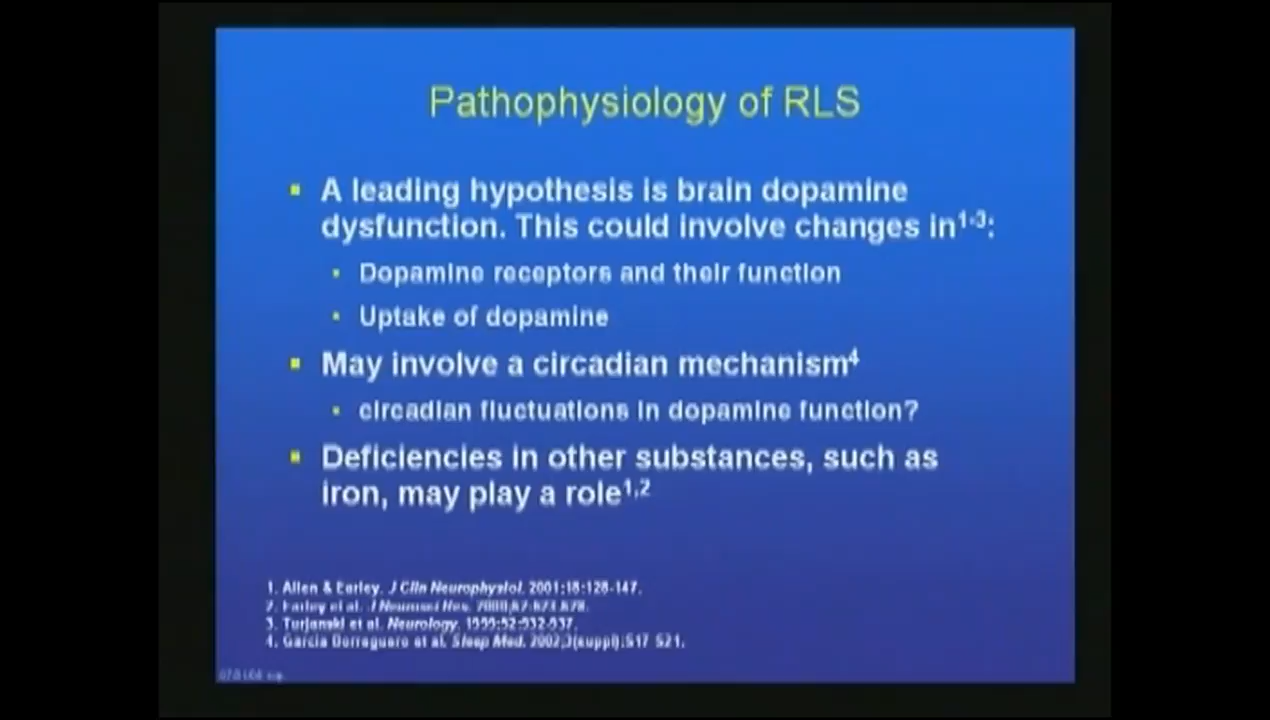 Pathophysiology of RLS
▪ A leading hypothesis is brain dopamine
dysfunction. This could involve changes in¹⁻³:
▪ Dopamine receptors and their function
▪ Uptake of dopamine
▪ May involve a circadian mechanism⁴
▪ circadian fluctuations in dopamine function?
▪ Deficiencies in other substances, such as
iron, may play a role¹,²
1. Allen & Earley. J Clin Neurophysiol. 2001;18:128-147.
2. Earley et al. J Neurosci Res.
3. Turjanski et al. Neurology. 1999;52:932-937.
4. Garcia Borreguero et al. Sleep Med. 2002;3(suppl):S17 S21.